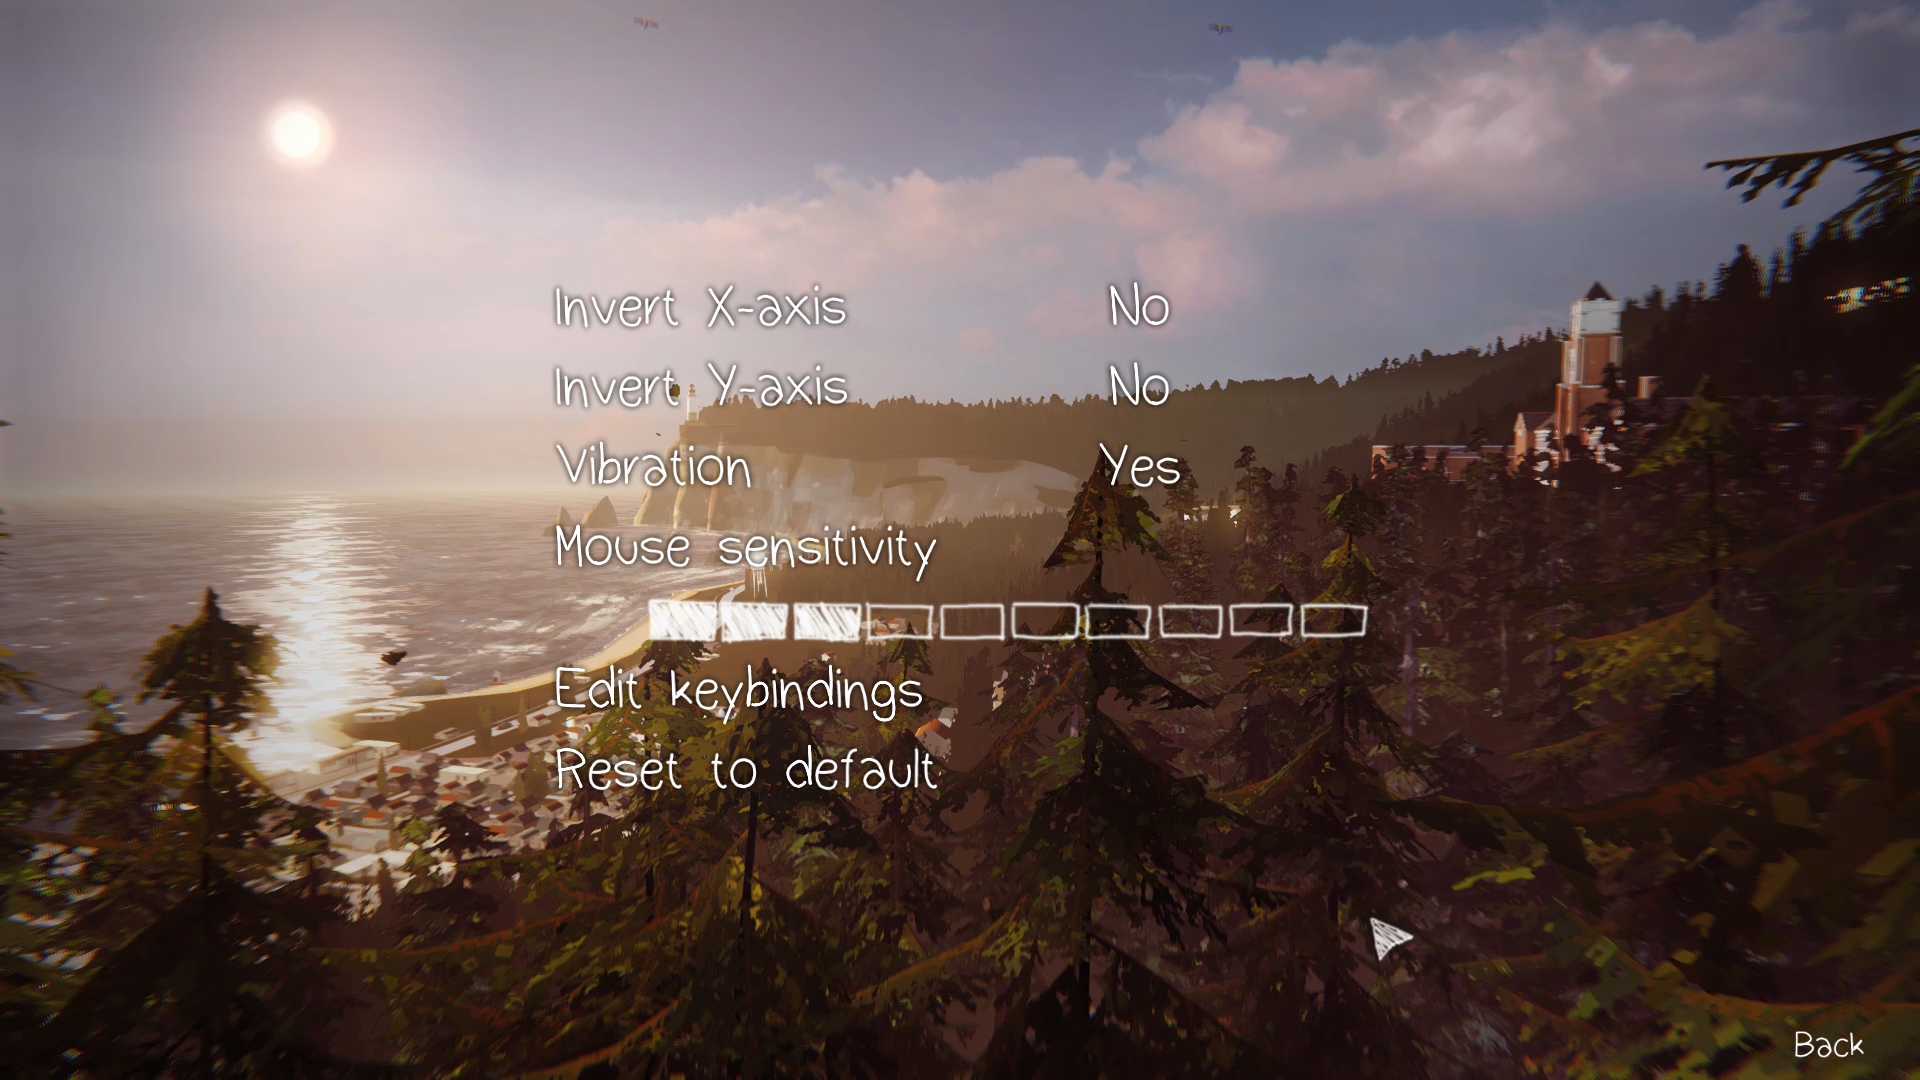 Invert X-axis No
Invert Y-axis No
Vibration Yes
Mouse sensitivity
Edit keybindings
Reset to default
Back